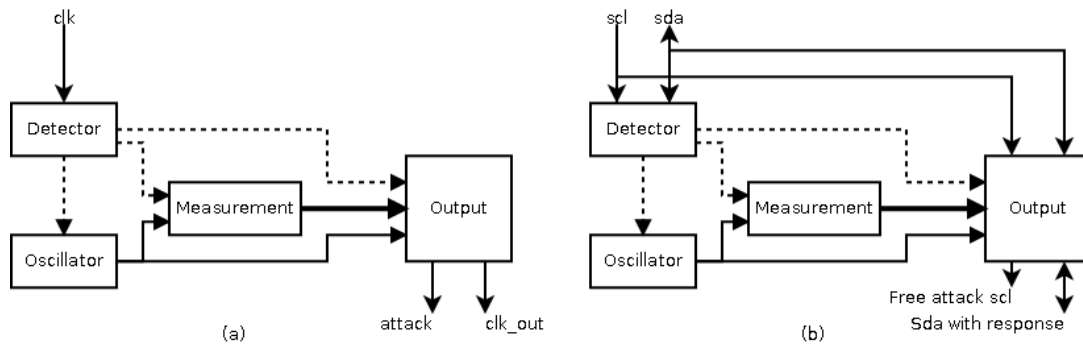 clk
Detector
Measurement
Output
Oscillator
attack
clk_out
(a)
scl
sda
Detector
Measurement
Output
Oscillator
Free attack scl
Sda with response
(b)